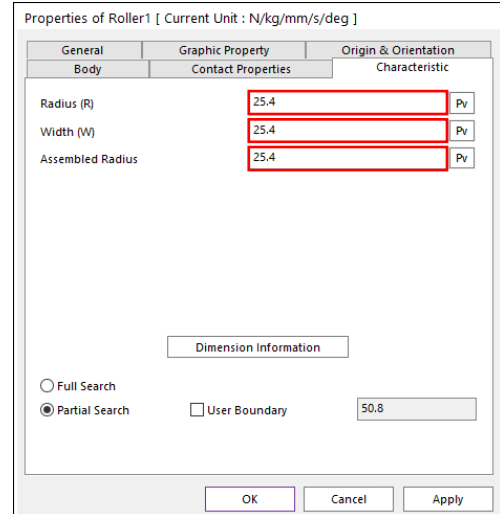 Properties of Roller1 [ Current Unit : N/kg/mm/s/deg ]
General Graphic Property Origin & Orientation
Body Contact Properties Characteristic
Radius (R) 25.4 Pv
Width (W) 25.4 Pv
Assembled Radius 25.4 Pv
Dimension Information
Full Search
Partial Search User Boundary 50.8
OK Cancel Apply